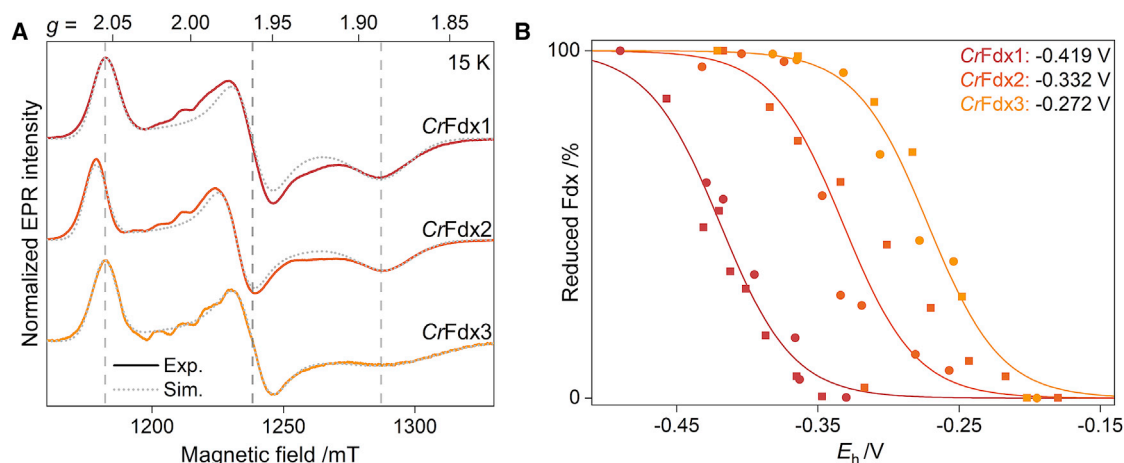 A
g = 2.05 2.00 1.95 1.90 1.85
15 K
CrFdx1
CrFdx2
CrFdx3
Exp.
Sim.
Normalized EPR intensity
1200 1250 1300
Magnetic field /mT
B
100
0
Reduced Fdx /%
CrFdx1: -0.419 V
CrFdx2: -0.332 V
CrFdx3: -0.272 V
-0.45 -0.35 -0.25 -0.15
Eh /V